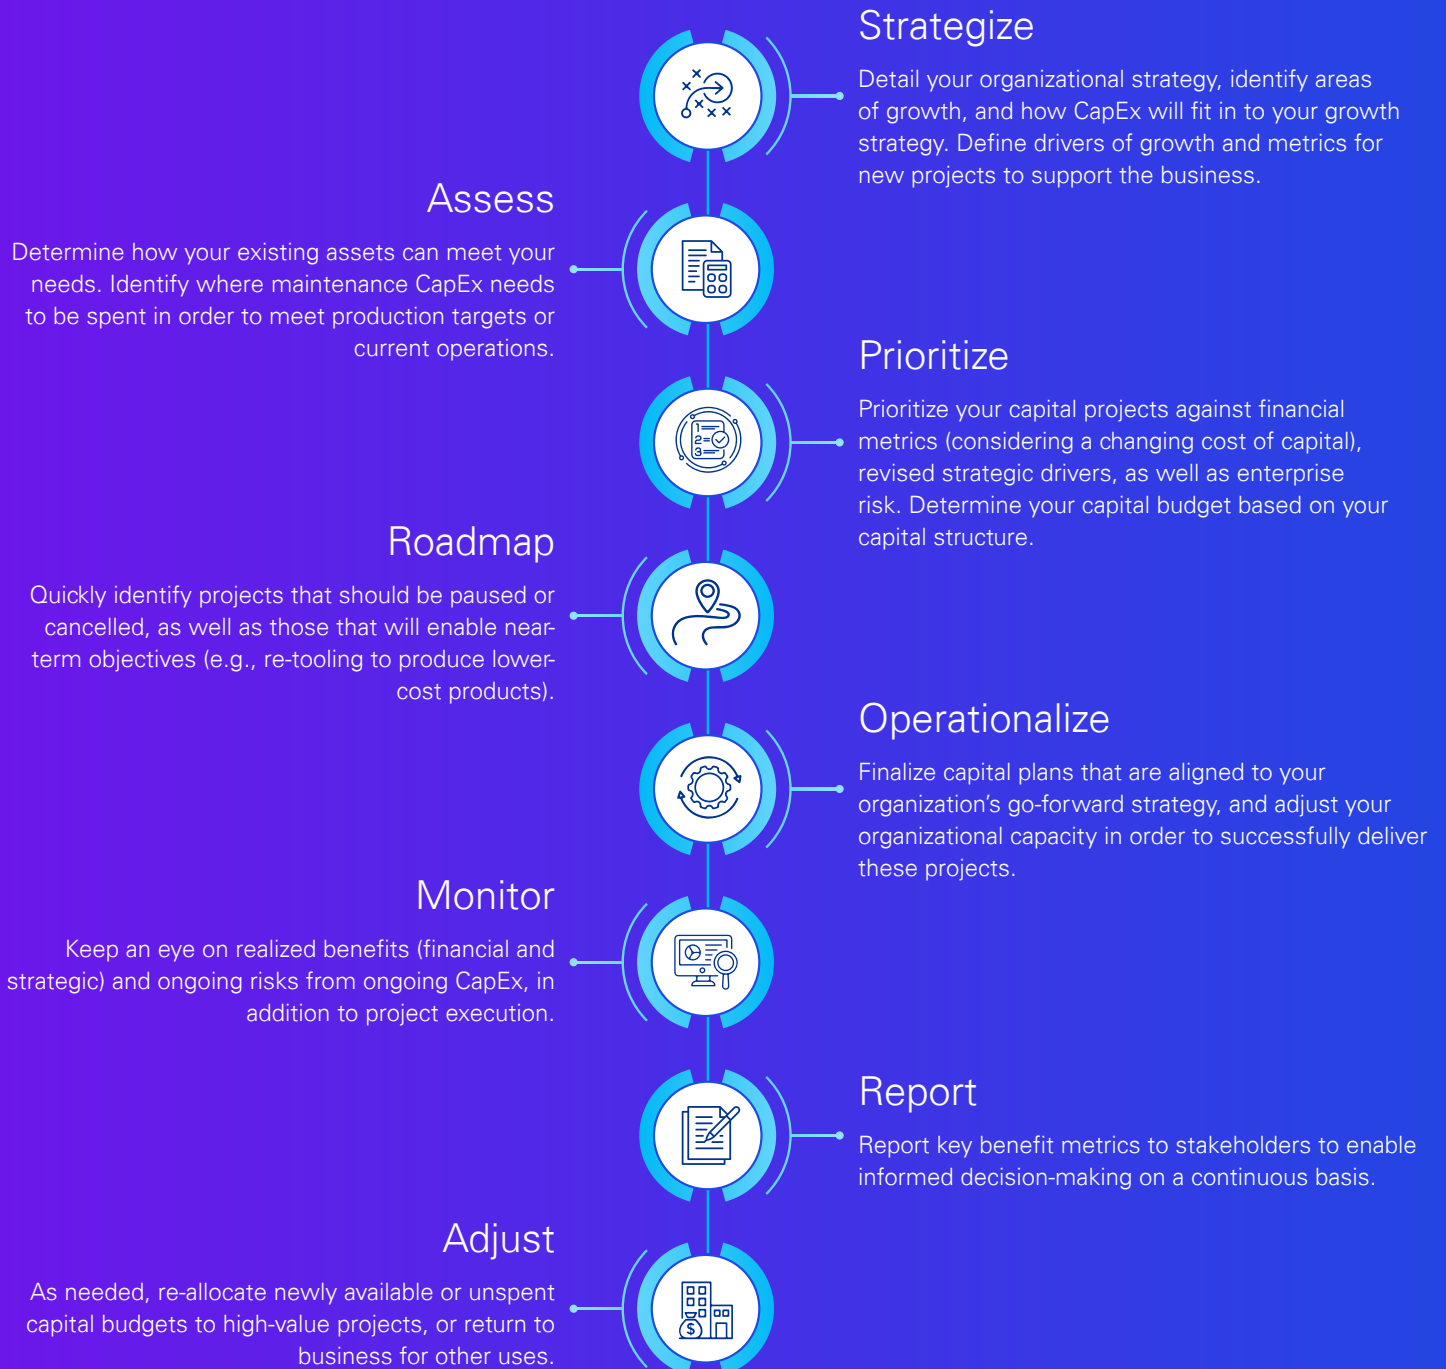 Strategize
Detail your organizational strategy, identify areas
of growth, and how CapEx will fit in to your growth
strategy. Define drivers of growth and metrics for
new projects to support the business.
Assess
Determine how your existing assets can meet your
needs. Identify where maintenance CapEx needs
to be spent in order to meet production targets or
current operations.
Prioritize
Prioritize your capital projects against financial
metrics (considering a changing cost of capital),
revised strategic drivers, as well as enterprise
risk. Determine your capital budget based on your
capital structure.
1
2
3
Roadmap
Quickly identify projects that should be paused or
cancelled, as well as those that will enable near-
term objectives (e.g., re-tooling to produce lower-
cost products).
Operationalize
Finalize capital plans that are aligned to your
organization's go-forward strategy, and adjust your
organizational capacity in order to successfully deliver
these projects.
Monitor
Keep an eye on realized benefits (financial and
strategic) and ongoing risks from ongoing CapEx, in
addition to project execution.
Report
Report key benefit metrics to stakeholders to enable
informed decision-making on a continuous basis.
Adjust
As needed, re-allocate newly available or unspent
capital budgets to high-value projects, or return to
business for other uses.
$